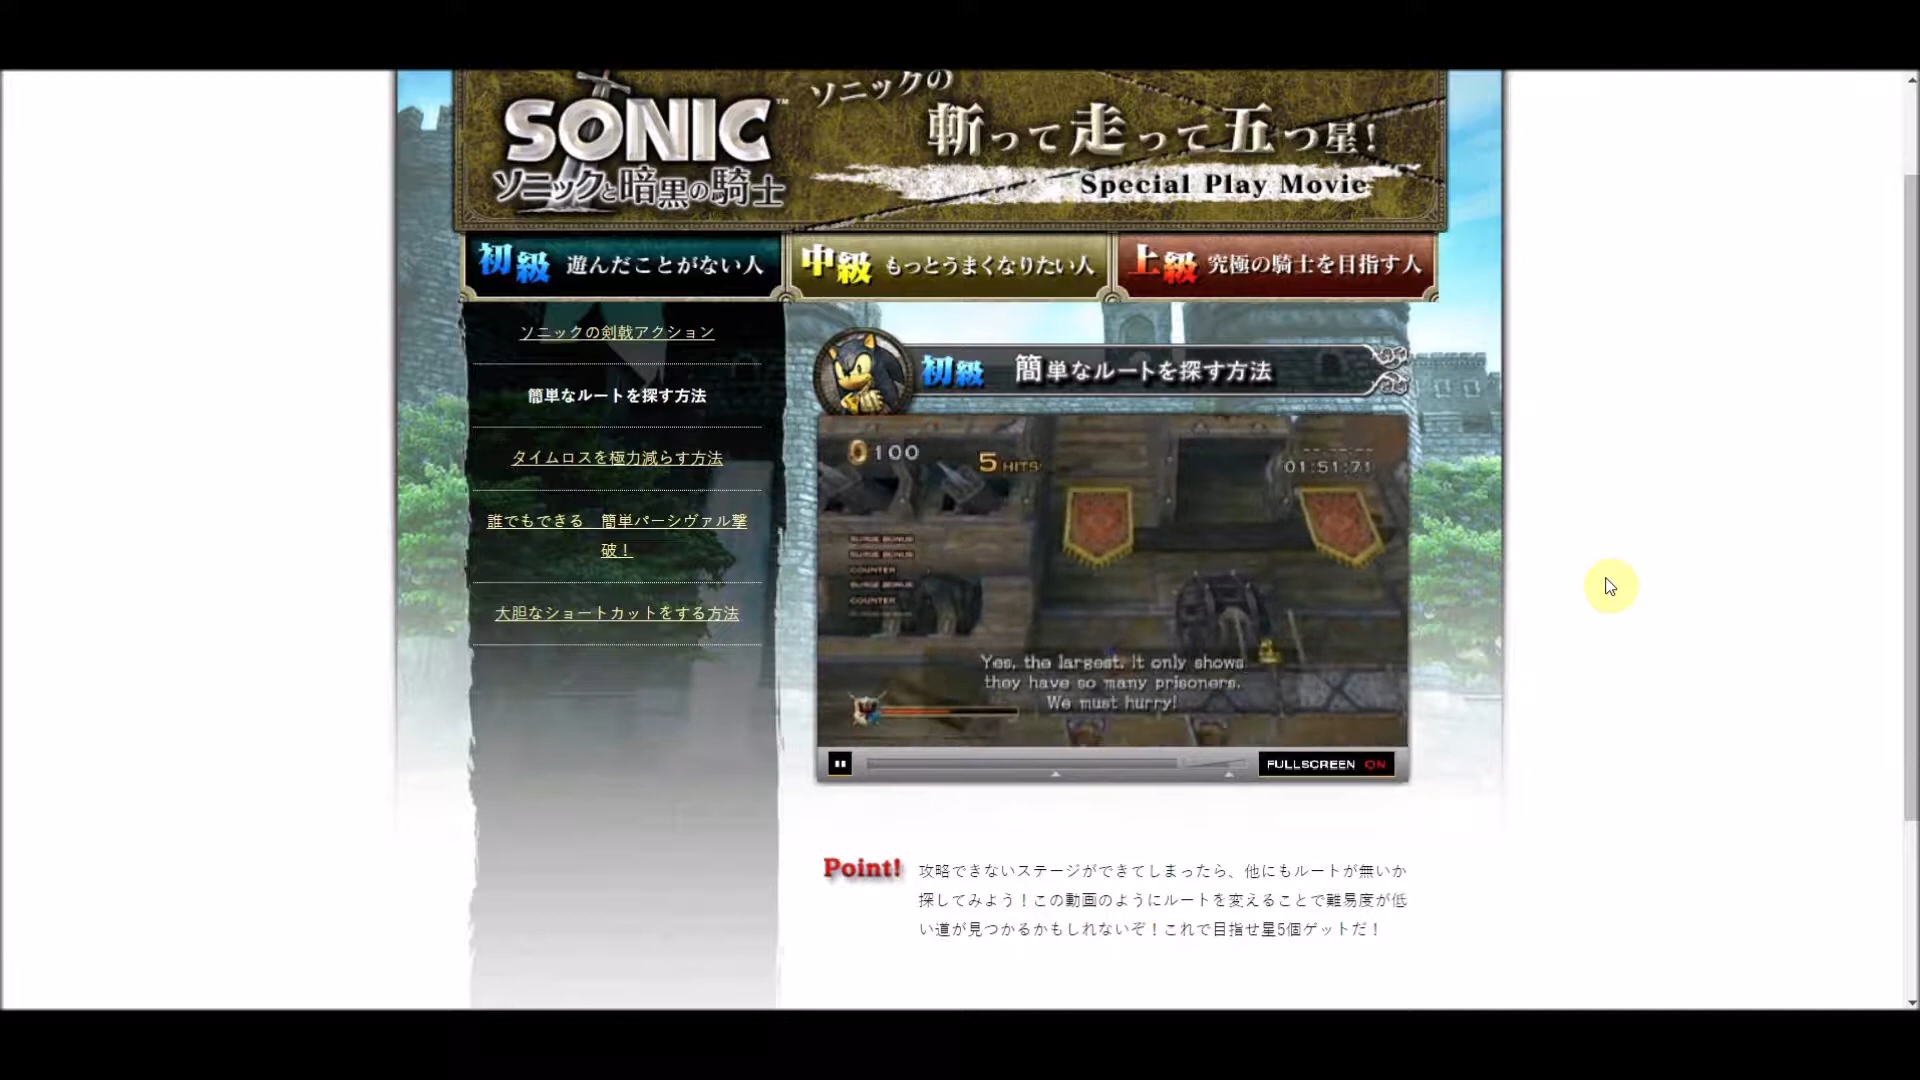 ソニックの
SONIC™
斬って走って五つ星!
ソニックと暗黒の騎士
Special Play Movie
初級 遊んだことがない人
中級 もっとうまくなりたい人
上級 究極の騎士を目指す人
ソニックの剣戟アクション
簡単なルートを探す方法
タイムロスを極力減らす方法
誰でもできる　簡単パーシヴァル撃
破！
大胆なショートカットをする方法
初級 簡単なルートを探す方法
100
5 HITS
01:51:71
SURGE BONUS
SURGE BONUS
COUNTER
SURGE BONUS
COUNTER
Yes, the largest. It only shows
they have so many prisoners.
We must hurry!
FULLSCREEN ON
Point!
攻略できないステージができてしまったら、他にもルートが無いか
探してみよう！この動画のようにルートを変えることで難易度が低
い道が見つかるかもしれないぞ！これで目指せ星5個ゲットだ！